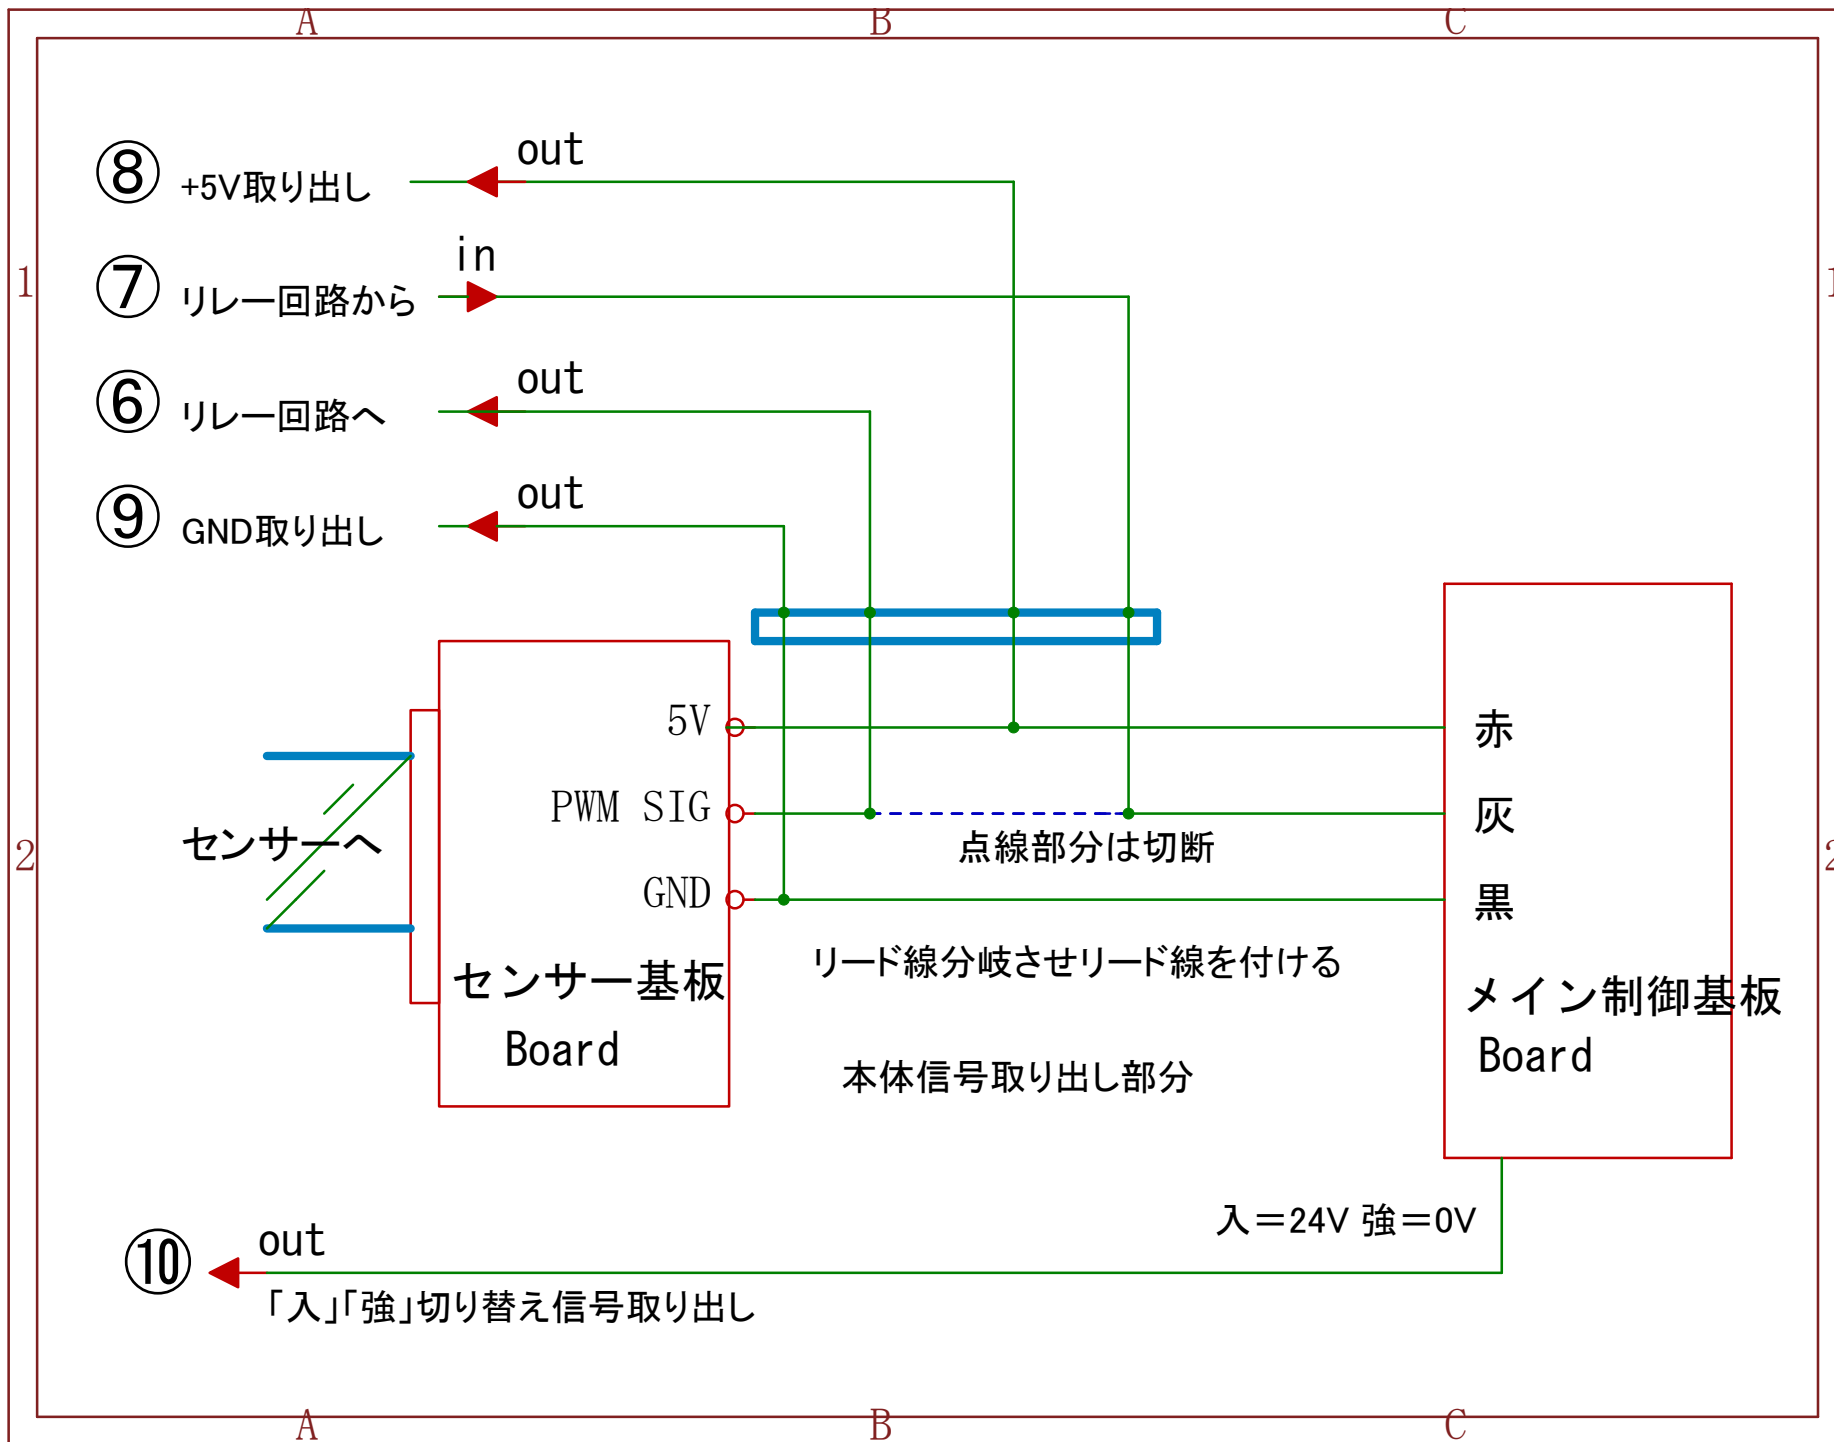 A B C
⑧ +5V取り出し out
1 1
⑦ リレー回路から in
⑥ リレー回路へ out
⑨ GND取り出し out
5V 赤
PWM SIG 灰
2 センサーへ 点線部分は切断 2
GND 黒
センサー基板 リード線分岐させリード線を付ける メイン制御基板
Board Board
本体信号取り出し部分
入=24V 強=0V
⑩ out
「入」「強」切り替え信号取り出し
A B C